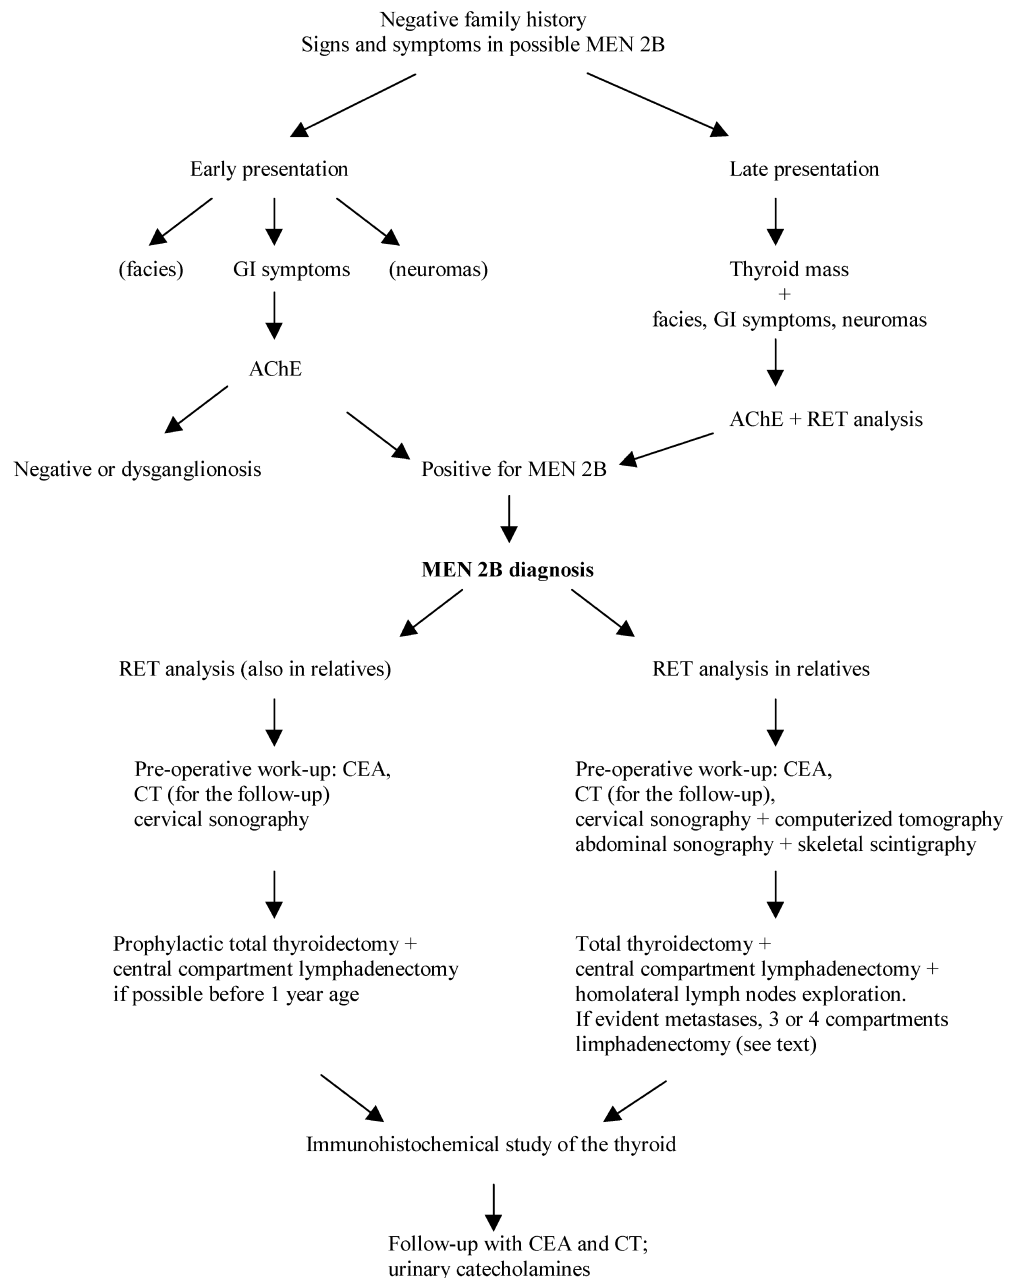 Negative family history
Signs and symptoms in possible MEN 2B
Early presentation
Late presentation
(facies)
GI symptoms
(neuromas)
Thyroid mass
+
facies, GI symptoms, neuromas
AChE
AChE + RET analysis
Negative or dysganglionosis
Positive for MEN 2B
MEN 2B diagnosis
RET analysis (also in relatives)
RET analysis in relatives
Pre-operative work-up: CEA,
CT (for the follow-up)
cervical sonography
Pre-operative work-up: CEA,
CT (for the follow-up),
cervical sonography + computerized tomography
abdominal sonography + skeletal scintigraphy
Prophylactic total thyroidectomy +
central compartment lymphadenectomy
if possible before 1 year age
Total thyroidectomy +
central compartment lymphadenectomy +
homolateral lymph nodes exploration.
If evident metastases, 3 or 4 compartments
limphadenectomy (see text)
Immunohistochemical study of the thyroid
Follow-up with CEA and CT;
urinary catecholamines